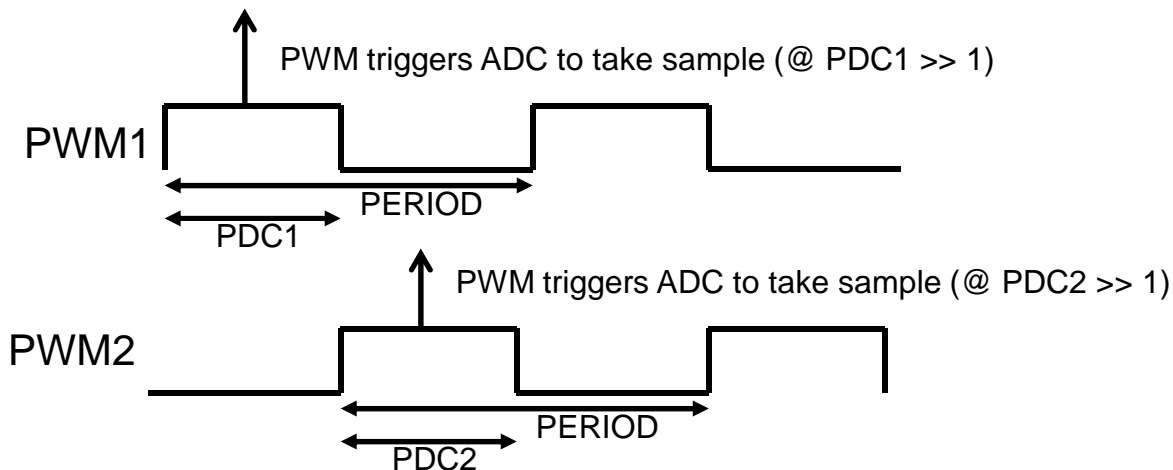 PWM triggers ADC to take sample (@ PDC1 >> 1)
PWM1
PERIOD
PDC1
PWM triggers ADC to take sample (@ PDC2 >> 1)
PWM2
PERIOD
PDC2